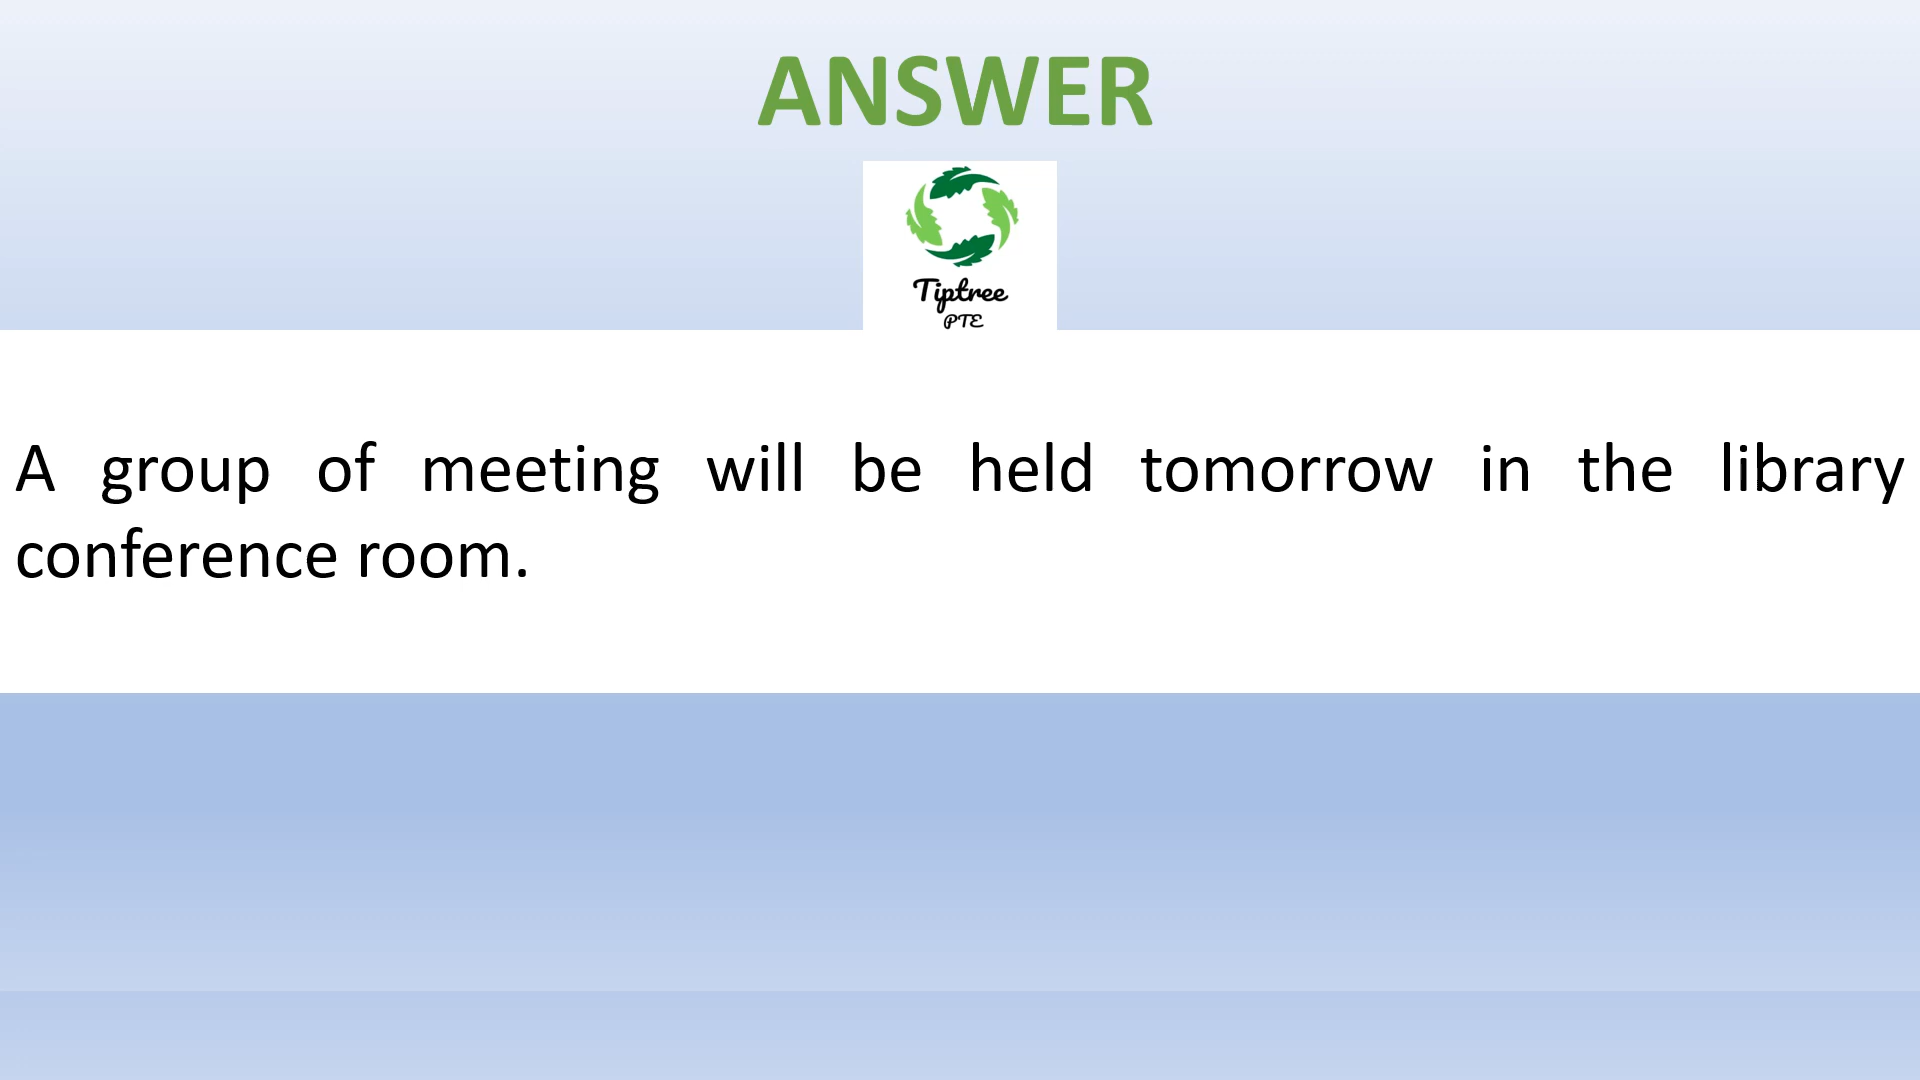 ANSWER
Tiptree
PTE
A group of meeting will be held tomorrow in the library
conference room.